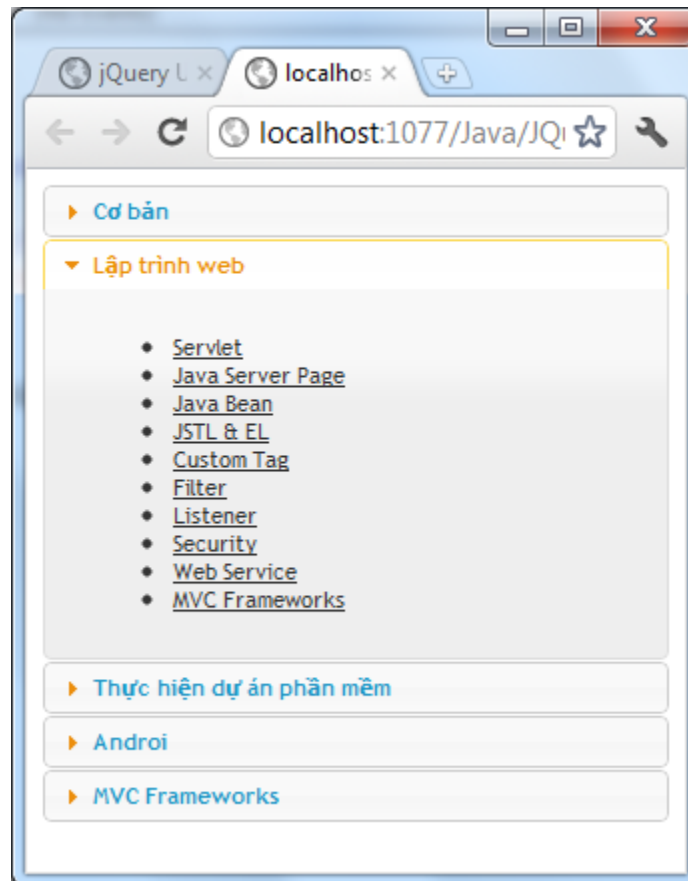 jQuery U
localhos
localhost:1077/Java/JQu
Cơ bản
Lập trình web
Servlet
Java Server Page
Java Bean
JSTL & EL
Custom Tag
Filter
Listener
Security
Web Service
MVC Frameworks
Thực hiện dự án phần mềm
Androi
MVC Frameworks